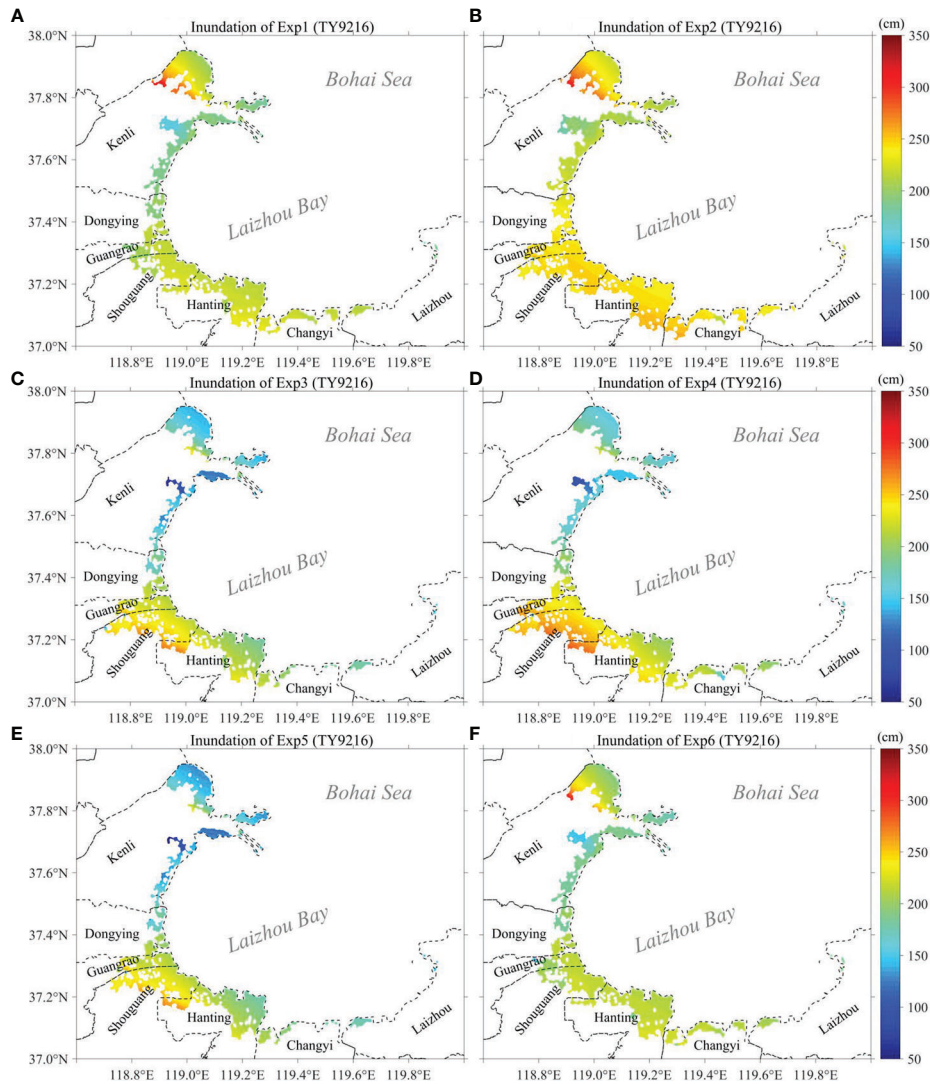 A
Inundation of Exp1 (TY9216)
38.0°N
37.8°N
37.6°N
37.4°N
37.2°N
37.0°N
Bohai Sea
Kenli
Laizhou Bay
Dongying
Guangrao
Shouguang
Hanting
Changyi
Laizhou
118.8°E 119.0°E 119.2°E 119.4°E 119.6°E 119.8°E
B
Inundation of Exp2 (TY9216)
Bohai Sea
Kenli
Laizhou Bay
Dongying
Guangrao
Shouguang
Hanting
Changyi
Laizhou
118.8°E 119.0°E 119.2°E 119.4°E 119.6°E 119.8°E
(cm)
350
300
250
200
150
100
50
C
Inundation of Exp3 (TY9216)
38.0°N
37.8°N
37.6°N
37.4°N
37.2°N
37.0°N
Bohai Sea
Kenli
Laizhou Bay
Dongying
Guangrao
Shouguang
Hanting
Changyi
Laizhou
118.8°E 119.0°E 119.2°E 119.4°E 119.6°E 119.8°E
D
Inundation of Exp4 (TY9216)
Bohai Sea
Kenli
Laizhou Bay
Dongying
Guangrao
Shouguang
Hanting
Changyi
Laizhou
118.8°E 119.0°E 119.2°E 119.4°E 119.6°E 119.8°E
(cm)
350
300
250
200
150
100
50
E
Inundation of Exp5 (TY9216)
38.0°N
37.8°N
37.6°N
37.4°N
37.2°N
37.0°N
Bohai Sea
Kenli
Laizhou Bay
Dongying
Guangrao
Shouguang
Hanting
Changyi
Laizhou
118.8°E 119.0°E 119.2°E 119.4°E 119.6°E 119.8°E
F
Inundation of Exp6 (TY9216)
Bohai Sea
Kenli
Laizhou Bay
Dongying
Guangrao
Shouguang
Hanting
Changyi
Laizhou
118.8°E 119.0°E 119.2°E 119.4°E 119.6°E 119.8°E
(cm)
350
300
250
200
150
100
50